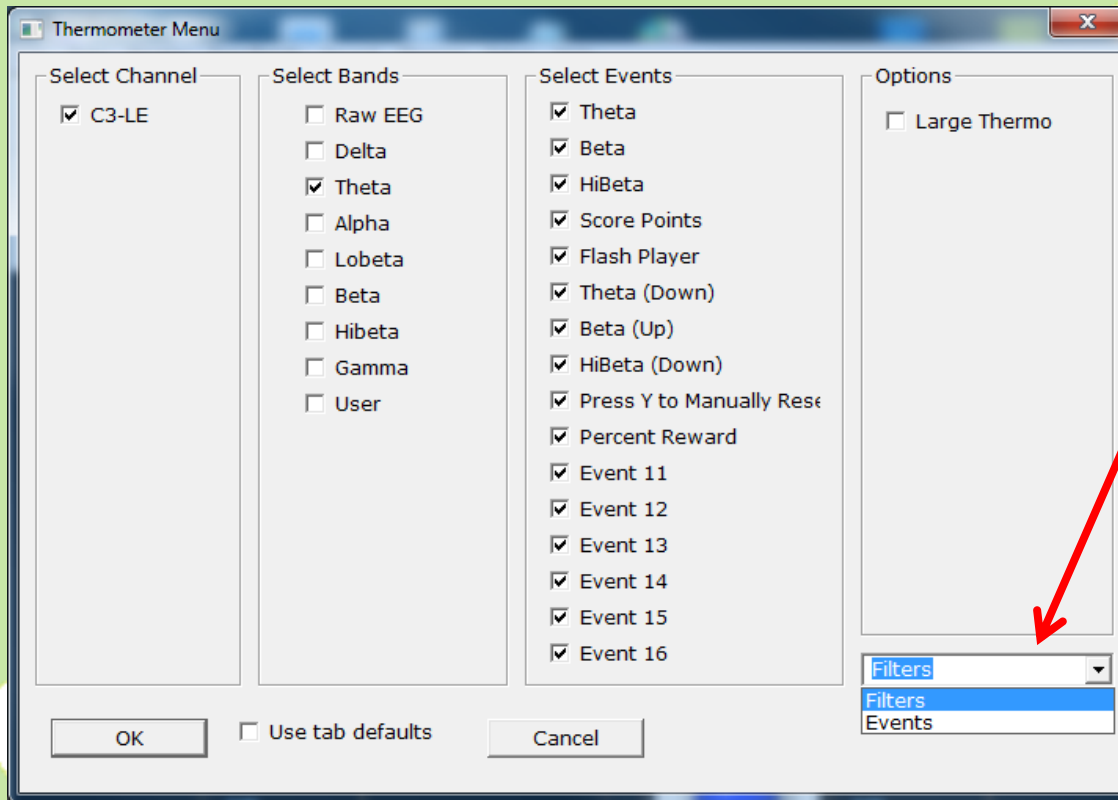 Thermometer Menu
Select Channel
C3-LE
Select Bands
Raw EEG
Delta
Theta
Alpha
Lobeta
Beta
Hibeta
Gamma
User
Select Events
Theta
Beta
HiBeta
Score Points
Flash Player
Theta (Down)
Beta (Up)
HiBeta (Down)
Press Y to Manually Rese
Percent Reward
Event 11
Event 12
Event 13
Event 14
Event 15
Event 16
Options
Large Thermo
Filters
Filters
Events
OK
Use tab defaults
Cancel